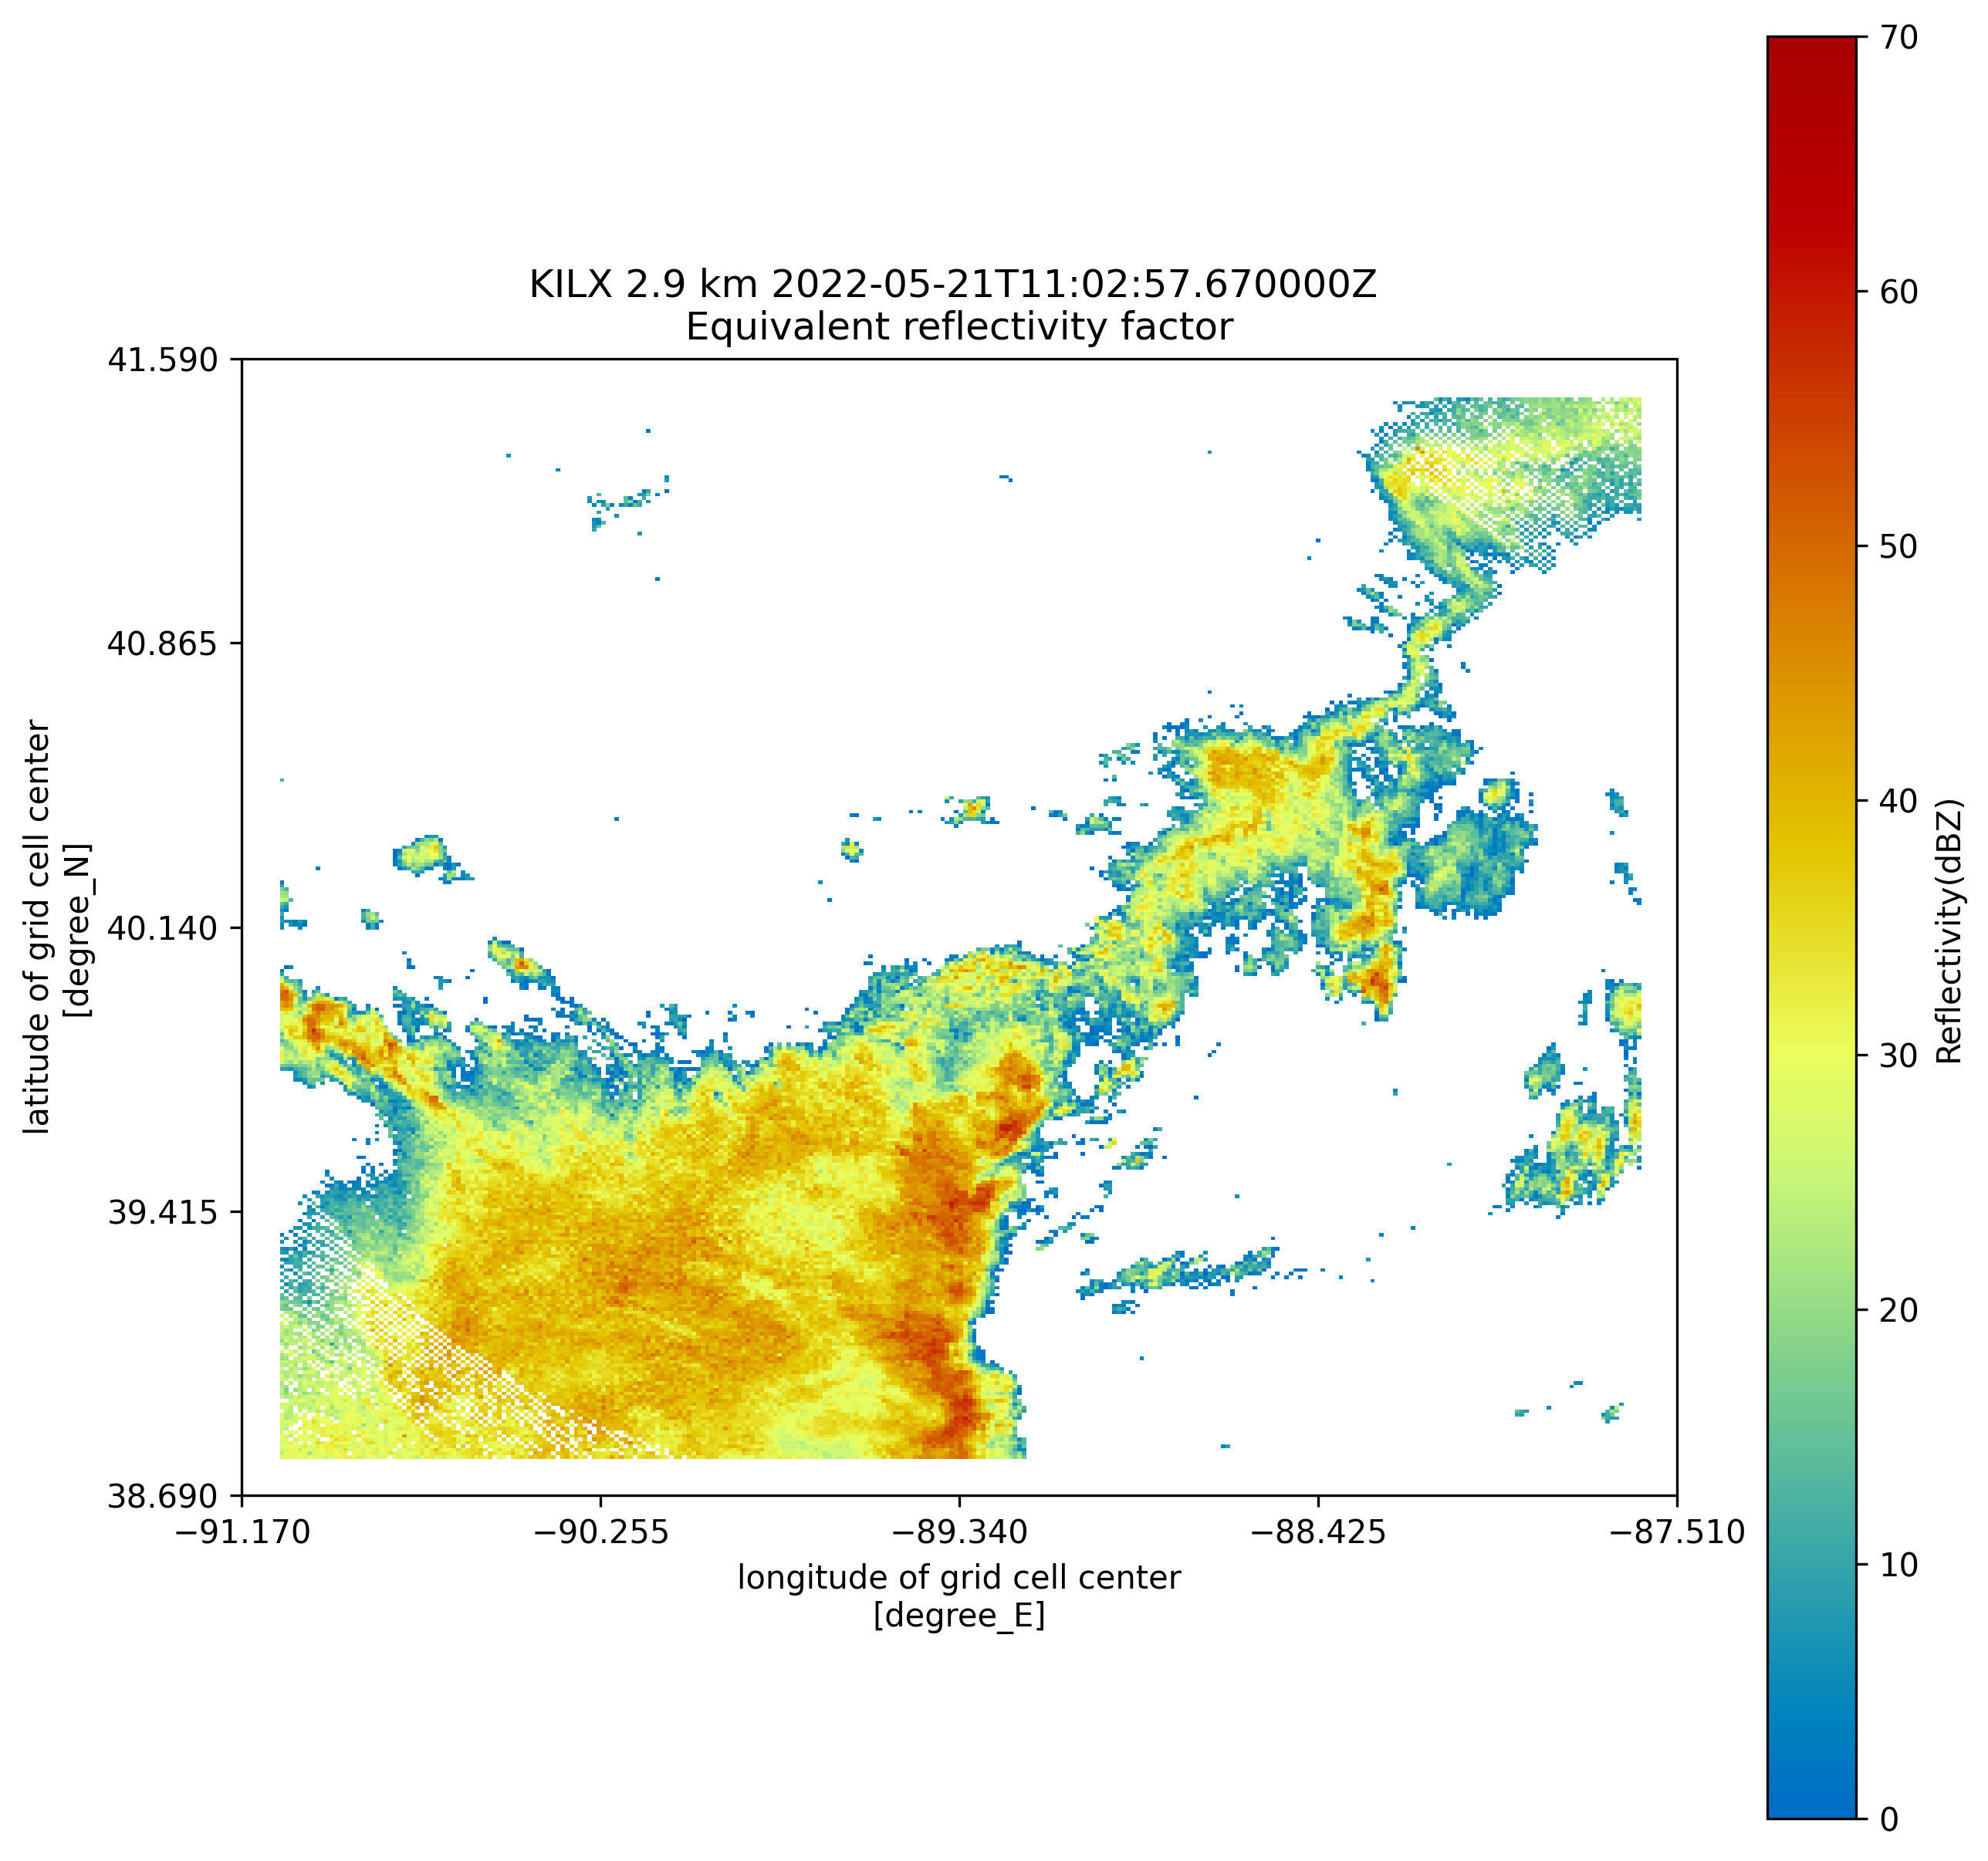 KILX 2.9 km 2022-05-21T11:02:57.670000Z
Equivalent reflectivity factor
41.590
40.865
40.140
39.415
38.690
latitude of grid cell center
[degree_N]
−91.170
−90.255
−89.340
−88.425
−87.510
longitude of grid cell center
[degree_E]
70
60
50
40
30
20
10
0
Reflectivity(dBZ)